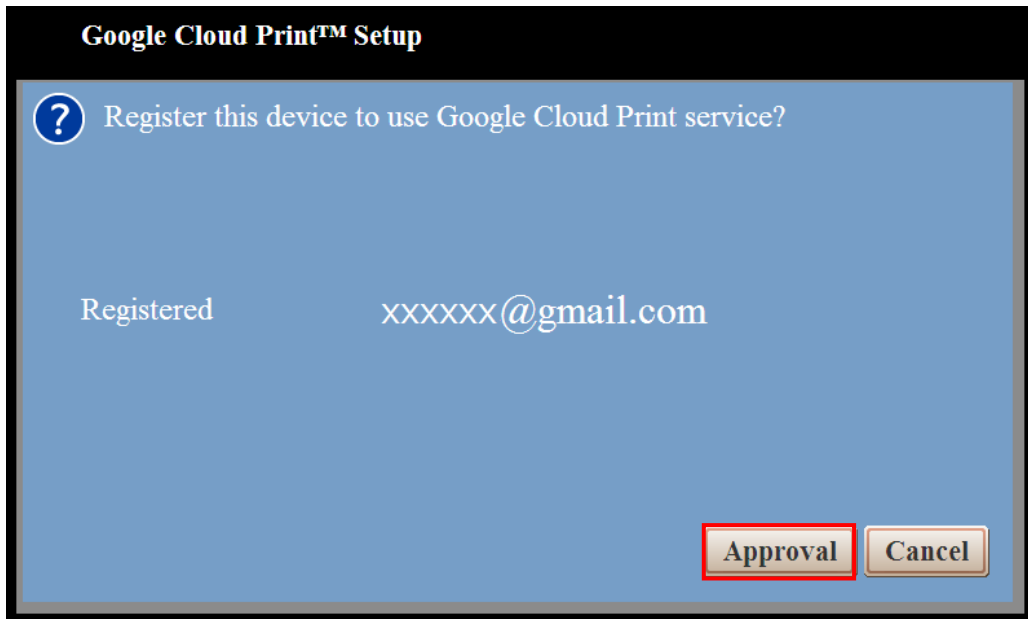 Google Cloud Print™ Setup
? Register this device to use Google Cloud Print service?
Registered xxxxxx@gmail.com
Approval Cancel